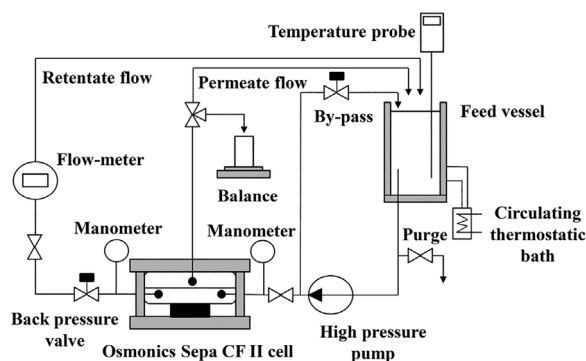 Temperature probe
Retentate flow
Permeate flow
By-pass
Feed vessel
Flow-meter
Balance
Manometer
Manometer
Purge
Circulating
thermostatic
bath
Back pressure
valve
High pressure
pump
Osmonics Sepa CF II cell